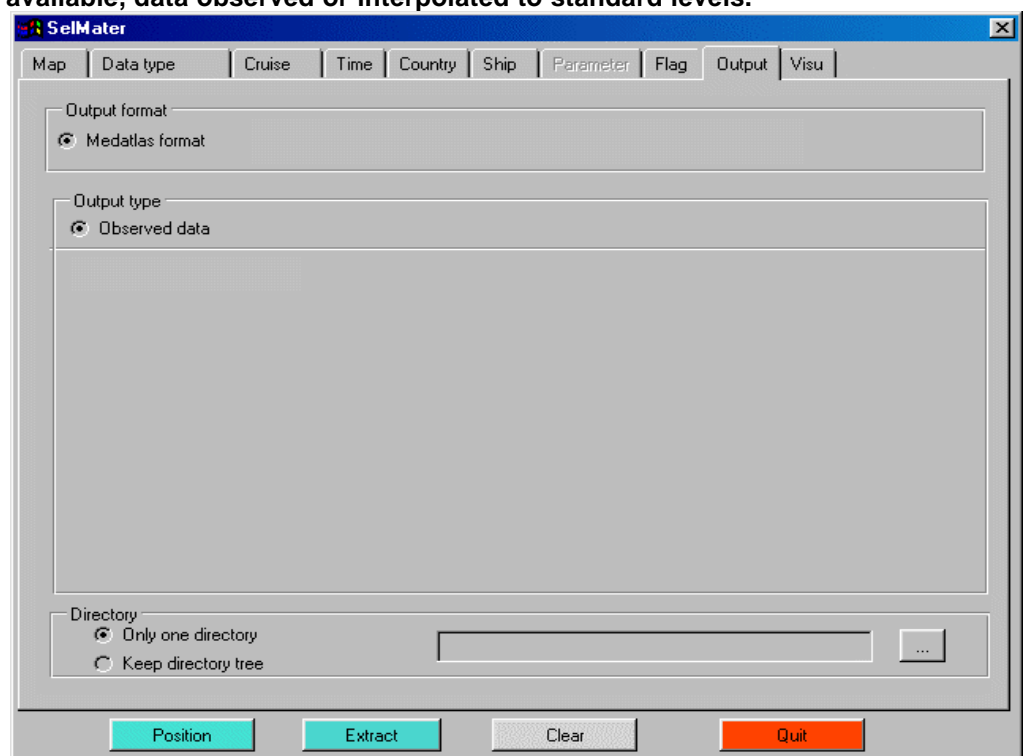 available, data observed or interpolated to standard levels.
SelMater
Map Data type Cruise Time Country Ship Parameter Flag Output Visu
Output format
Medatlas format
Output type
Observed data
Directory
Only one directory
Keep directory tree
...
Position Extract Clear Quit